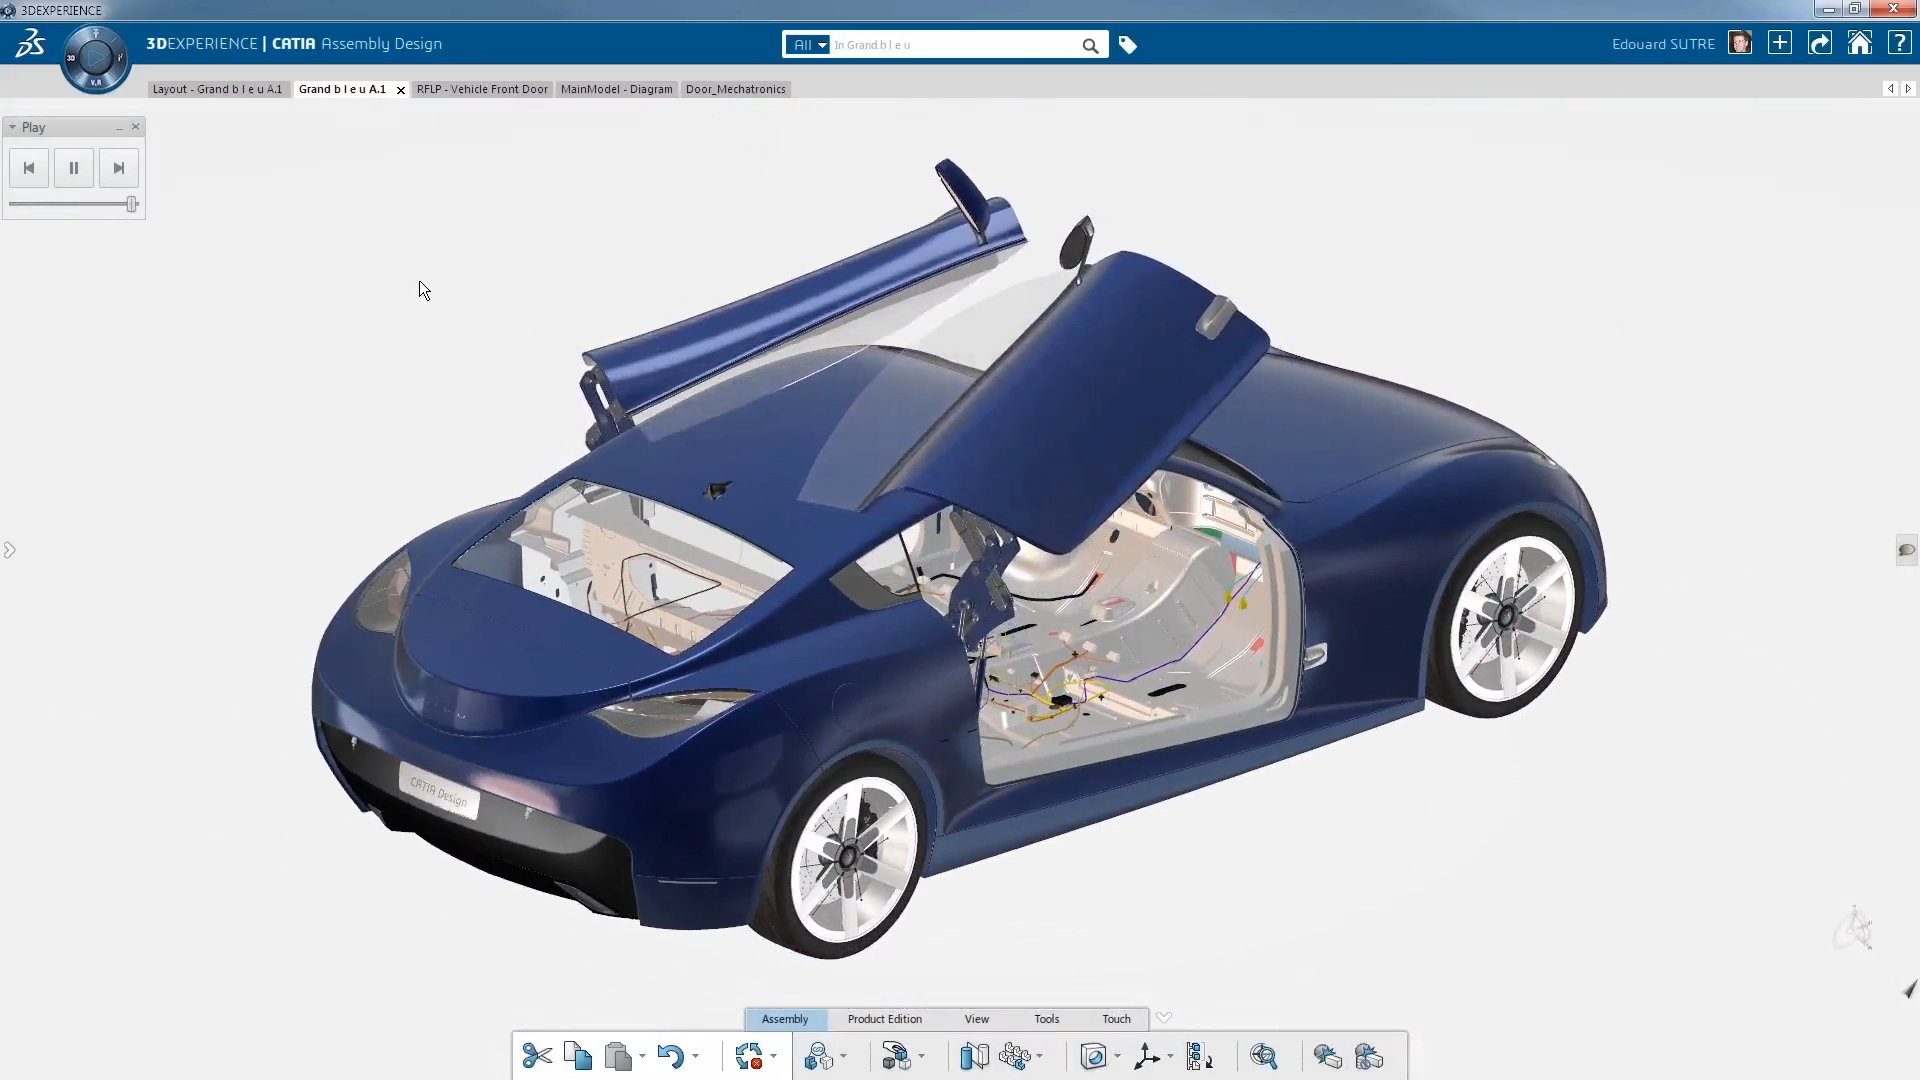 3DEXPERIENCE
3DEXPERIENCE | CATIA Assembly Design
All In Grand b l e u
Edouard SUTRE
3D V.R
Layout - Grand b l e u A.1
Grand b l e u A.1
RFLP - Vehicle Front Door
MainModel - Diagram
Door_Mechatronics
Play
CATIA Design
Assembly
Product Edition
View
Tools
Touch